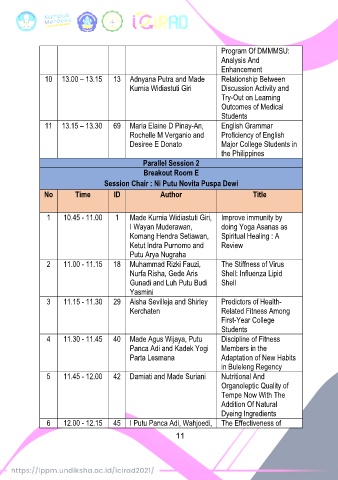 Kampus Merdeka
iCiRAD
Program Of DMMMSU:
Analysis And
Enhancement
10 13.00 – 13.15 13 Adnyana Putra and Made Relationship Between
Kurnia Widiastuti Giri Discussion Activity and
Try-Out on Learning
Outcomes of Medical
Students
11 13.15 – 13.30 69 Maria Elaine D Pinay-An, English Grammar
Rochelle M Verganio and Proficiency of English
Desiree E Donato Major College Students in
the Philippines
Parallel Session 2
Breakout Room E
Session Chair : Ni Putu Novita Puspa Dewi
No Time ID Author Title
1 10.45 - 11.00 1 Made Kurnia Widiastuti Giri, Improve immunity by
I Wayan Muderawan, doing Yoga Asanas as
Komang Hendra Setiawan, Spiritual Healing : A
Ketut Indra Purnomo and Review
Putu Arya Nugraha
2 11.00 - 11.15 18 Muhammad Rizki Fauzi, The Stiffness of Virus
Nurfa Risha, Gede Aris Shell: Influenza Lipid
Gunadi and Luh Putu Budi Shell
Yasmini
3 11.15 - 11.30 29 Aisha Sevilleja and Shirley Predictors of Health-
Kerchaten Related Fitness Among
First-Year College
Students
4 11.30 - 11.45 40 Made Agus Wijaya, Putu Discipline of Fitness
Panca Adi and Kadek Yogi Members in the
Parta Lesmana Adaptation of New Habits
in Buleleng Regency
5 11.45 - 12.00 42 Damiati and Made Suriani Nutritional And
Organoleptic Quality of
Tempe Now With The
Addition Of Natural
Dyeing Ingredients
6 12.00 - 12.15 45 I Putu Panca Adi, Wahjoedi, The Effectiveness of
11
https://lppm.undiksha.ac.id/icirad2021/